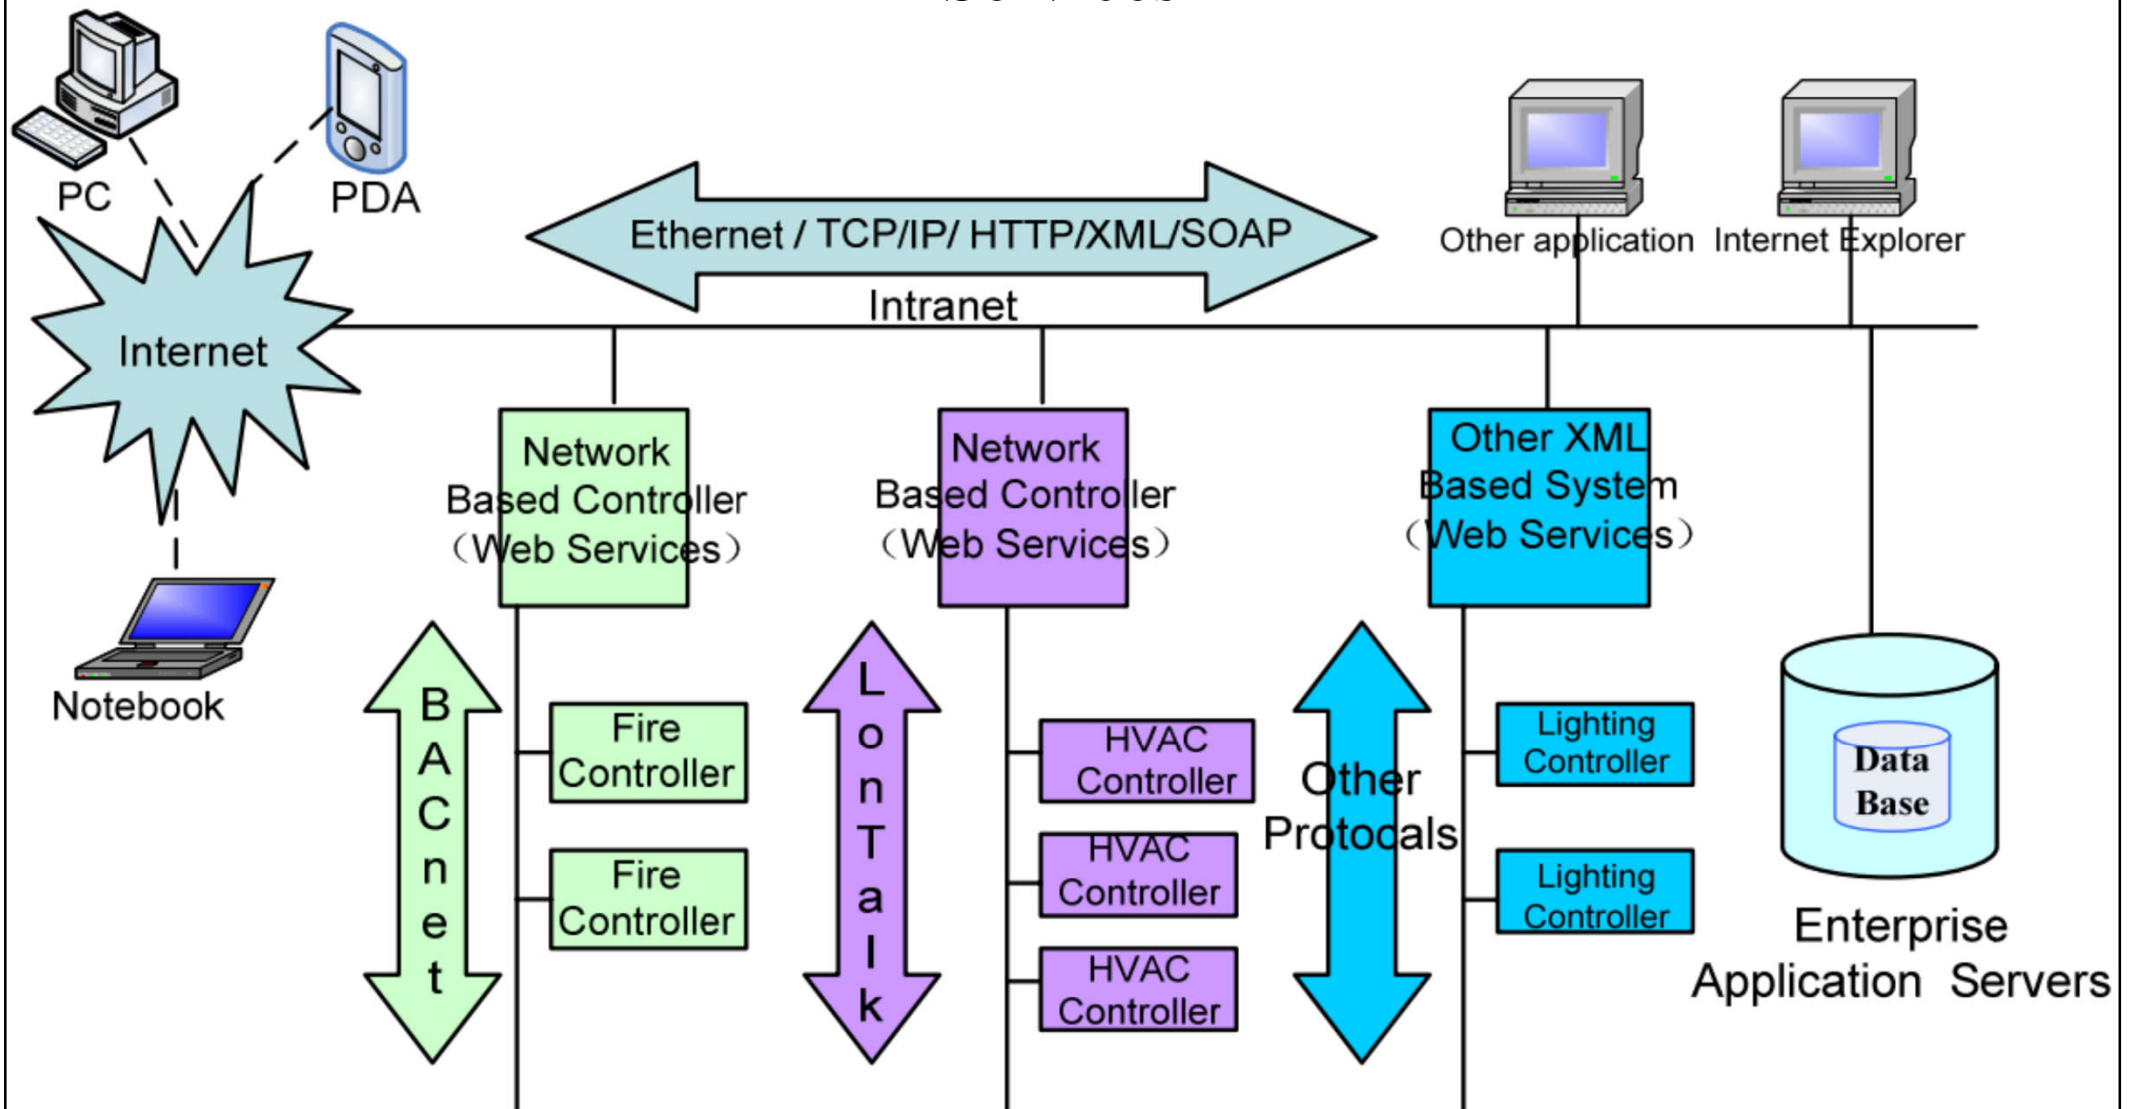 PC
PDA
Ethernet / TCP/IP/ HTTP/XML/SOAP
Other application
Internet Explorer
Intranet
Internet
Network
Based Controller
（Web Services）
Network
Based Controller
（Web Services）
Other XML
Based System
（Web Services）
Notebook
BACnet
Fire
Controller
Fire
Controller
LonTalk
HVAC
Controller
HVAC
Controller
HVAC
Controller
Other
Protocals
Lighting
Controller
Lighting
Controller
Data
Base
Enterprise
Application Servers